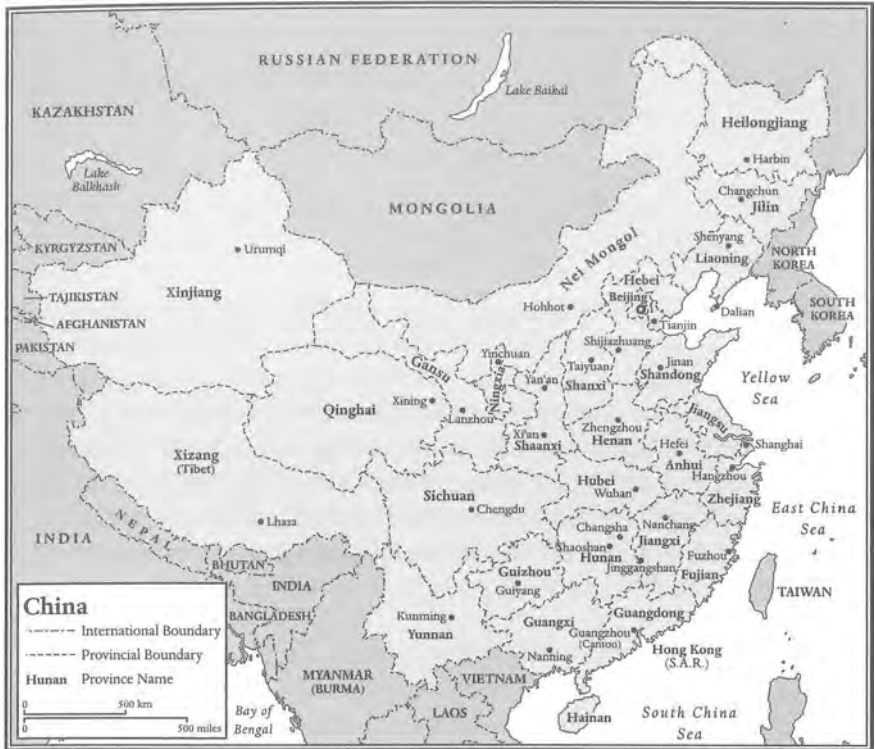 RUSSIAN FEDERATION
Lake Baikal
KAZAKHSTAN
Lake
Balkhash
Heilongjiang
Harbin
Changchun
Jilin
MONGOLIA
KYRGYZSTAN
Urumqi
Shenyang
Liaoning
NORTH
KOREA
Nei Mongol
Xinjiang
Hebei
Beijing
TAJIKISTAN
Hohhot
Dalian
SOUTH
KOREA
AFGHANISTAN
Tianjin
PAKISTAN
Shijiazhuang
Yinchuan
Gansu
Ningxia
Taiyuan
Jinan
Shanxi
Shandong
Yan'an
Yellow
Sea
Qinghai
Xining
Lanzhou
Jiangsu
Zhengzhou
Henan
Xi'an
Shaanxi
Hefei
Shanghai
Xizang
(Tibet)
Anhui
Hangzhou
Hubei
Wuhan
Zhejiang
Sichuan
Chengdu
East China
Sea
Lhasa
Changsha
Nanchang
INDIA
NEPAL
Shaoshan
Jiangxi
Hunan
Fuzhou
Jinggangshan
BHUTAN
Guizhou
Fujian
INDIA
Guiyang
TAIWAN
China
BANGLADESH
Kunming
Yunnan
Guangxi
Guangdong
Guangzhou
(Canton)
International Boundary
Provincial Boundary
Nanning
Hong Kong
(S.A.R.)
Hunan Province Name
MYANMAR
(BURMA)
VIETNAM
0 500 km
0 500 miles
Bay of
Bengal
LAOS
Hainan
South China
Sea